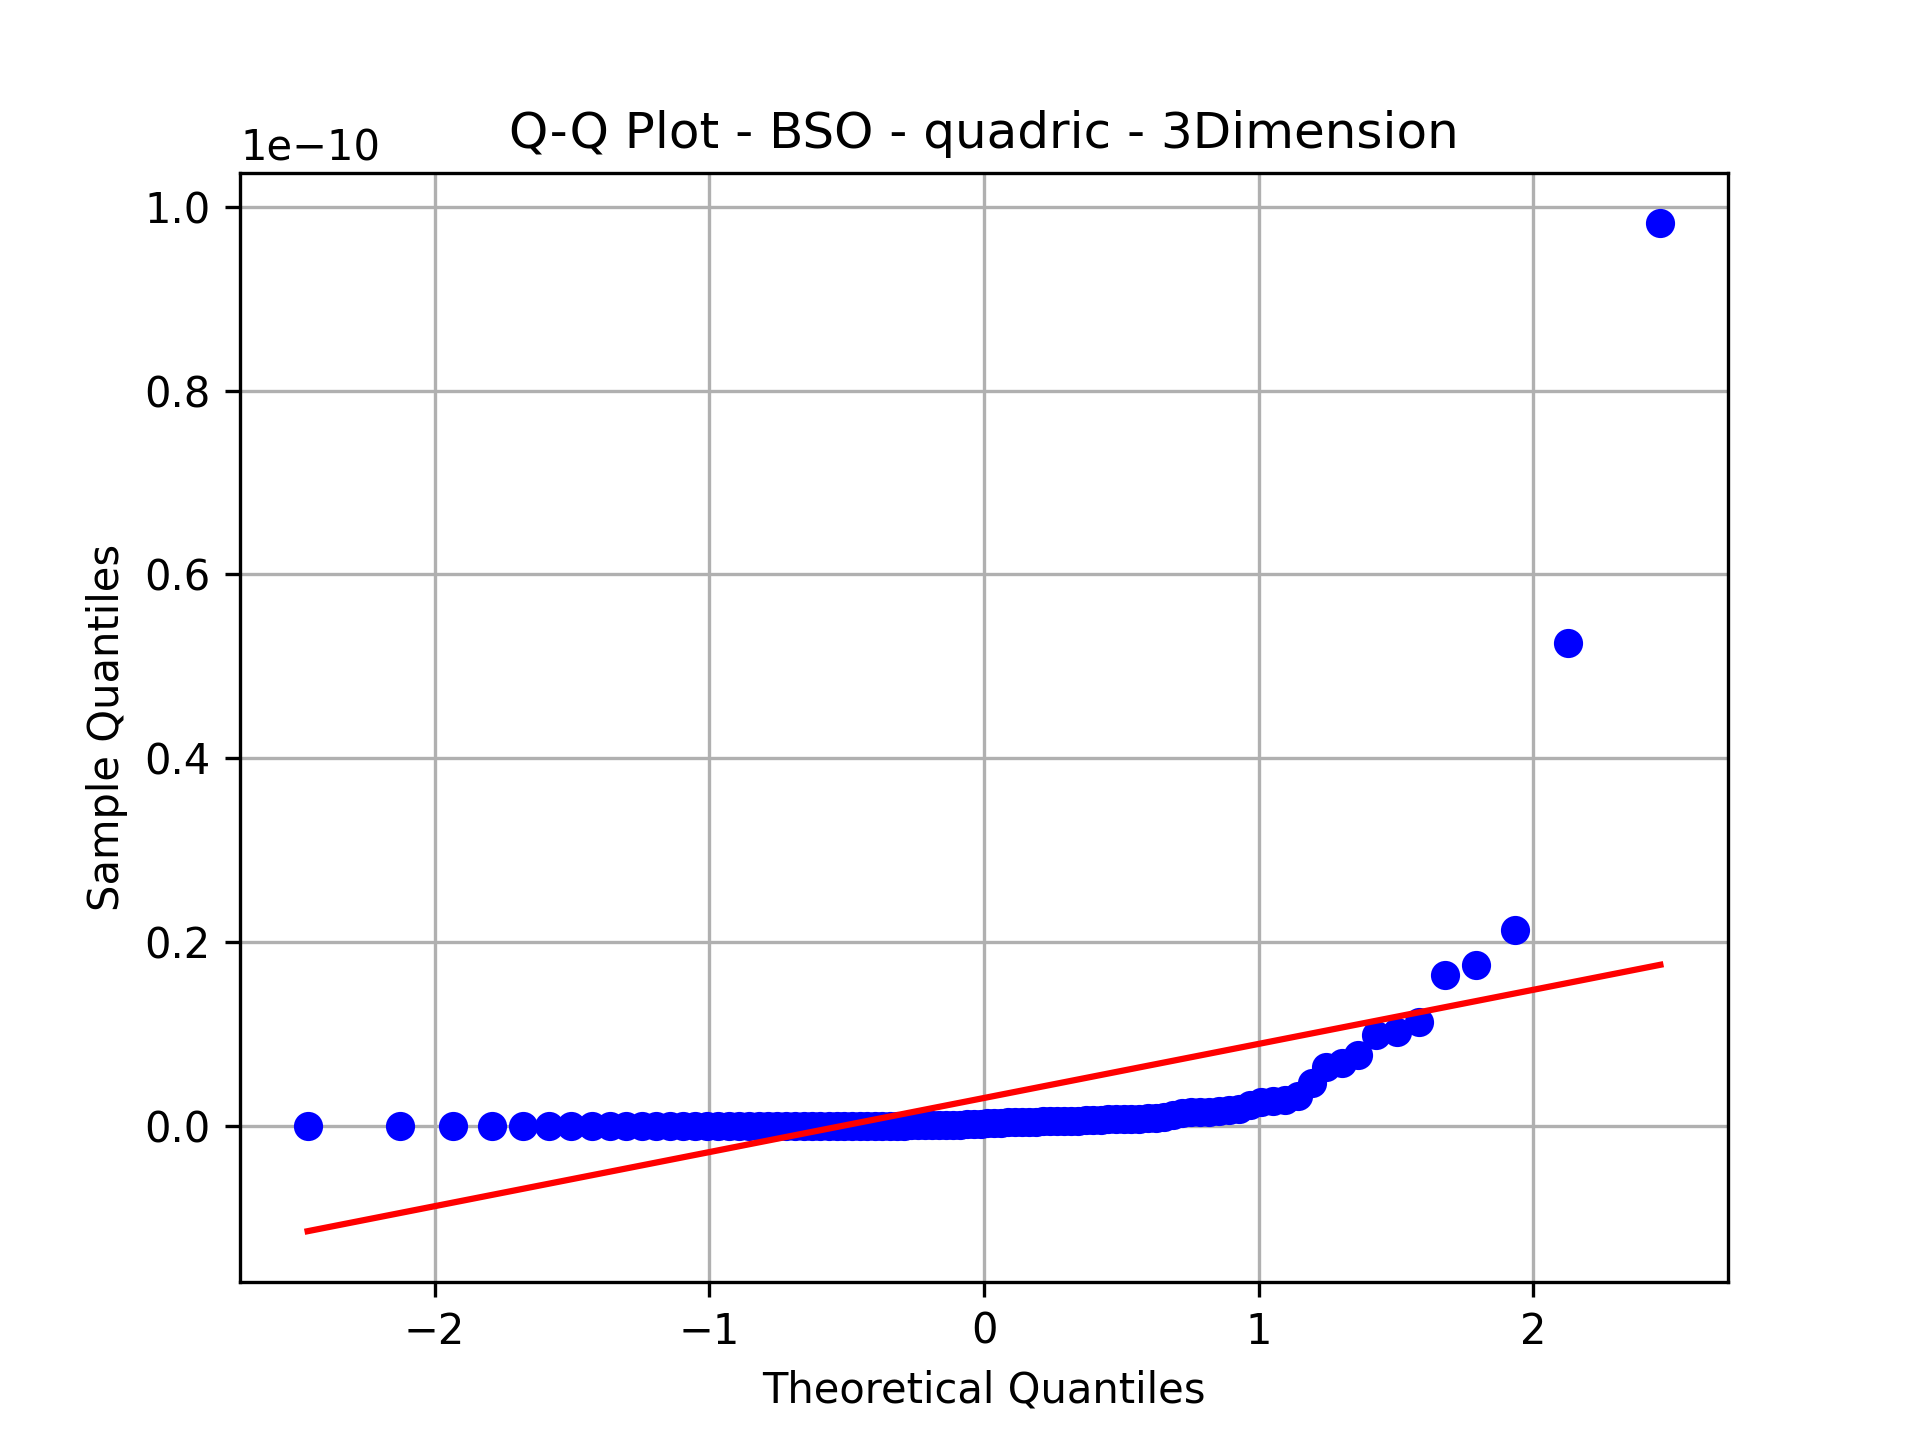 Q-Q Plot - BSO - quadric - 3Dimension
1e−10
1.0
0.8
0.6
0.4
0.2
0.0
Sample Quantiles
−2
−1
0
1
2
Theoretical Quantiles